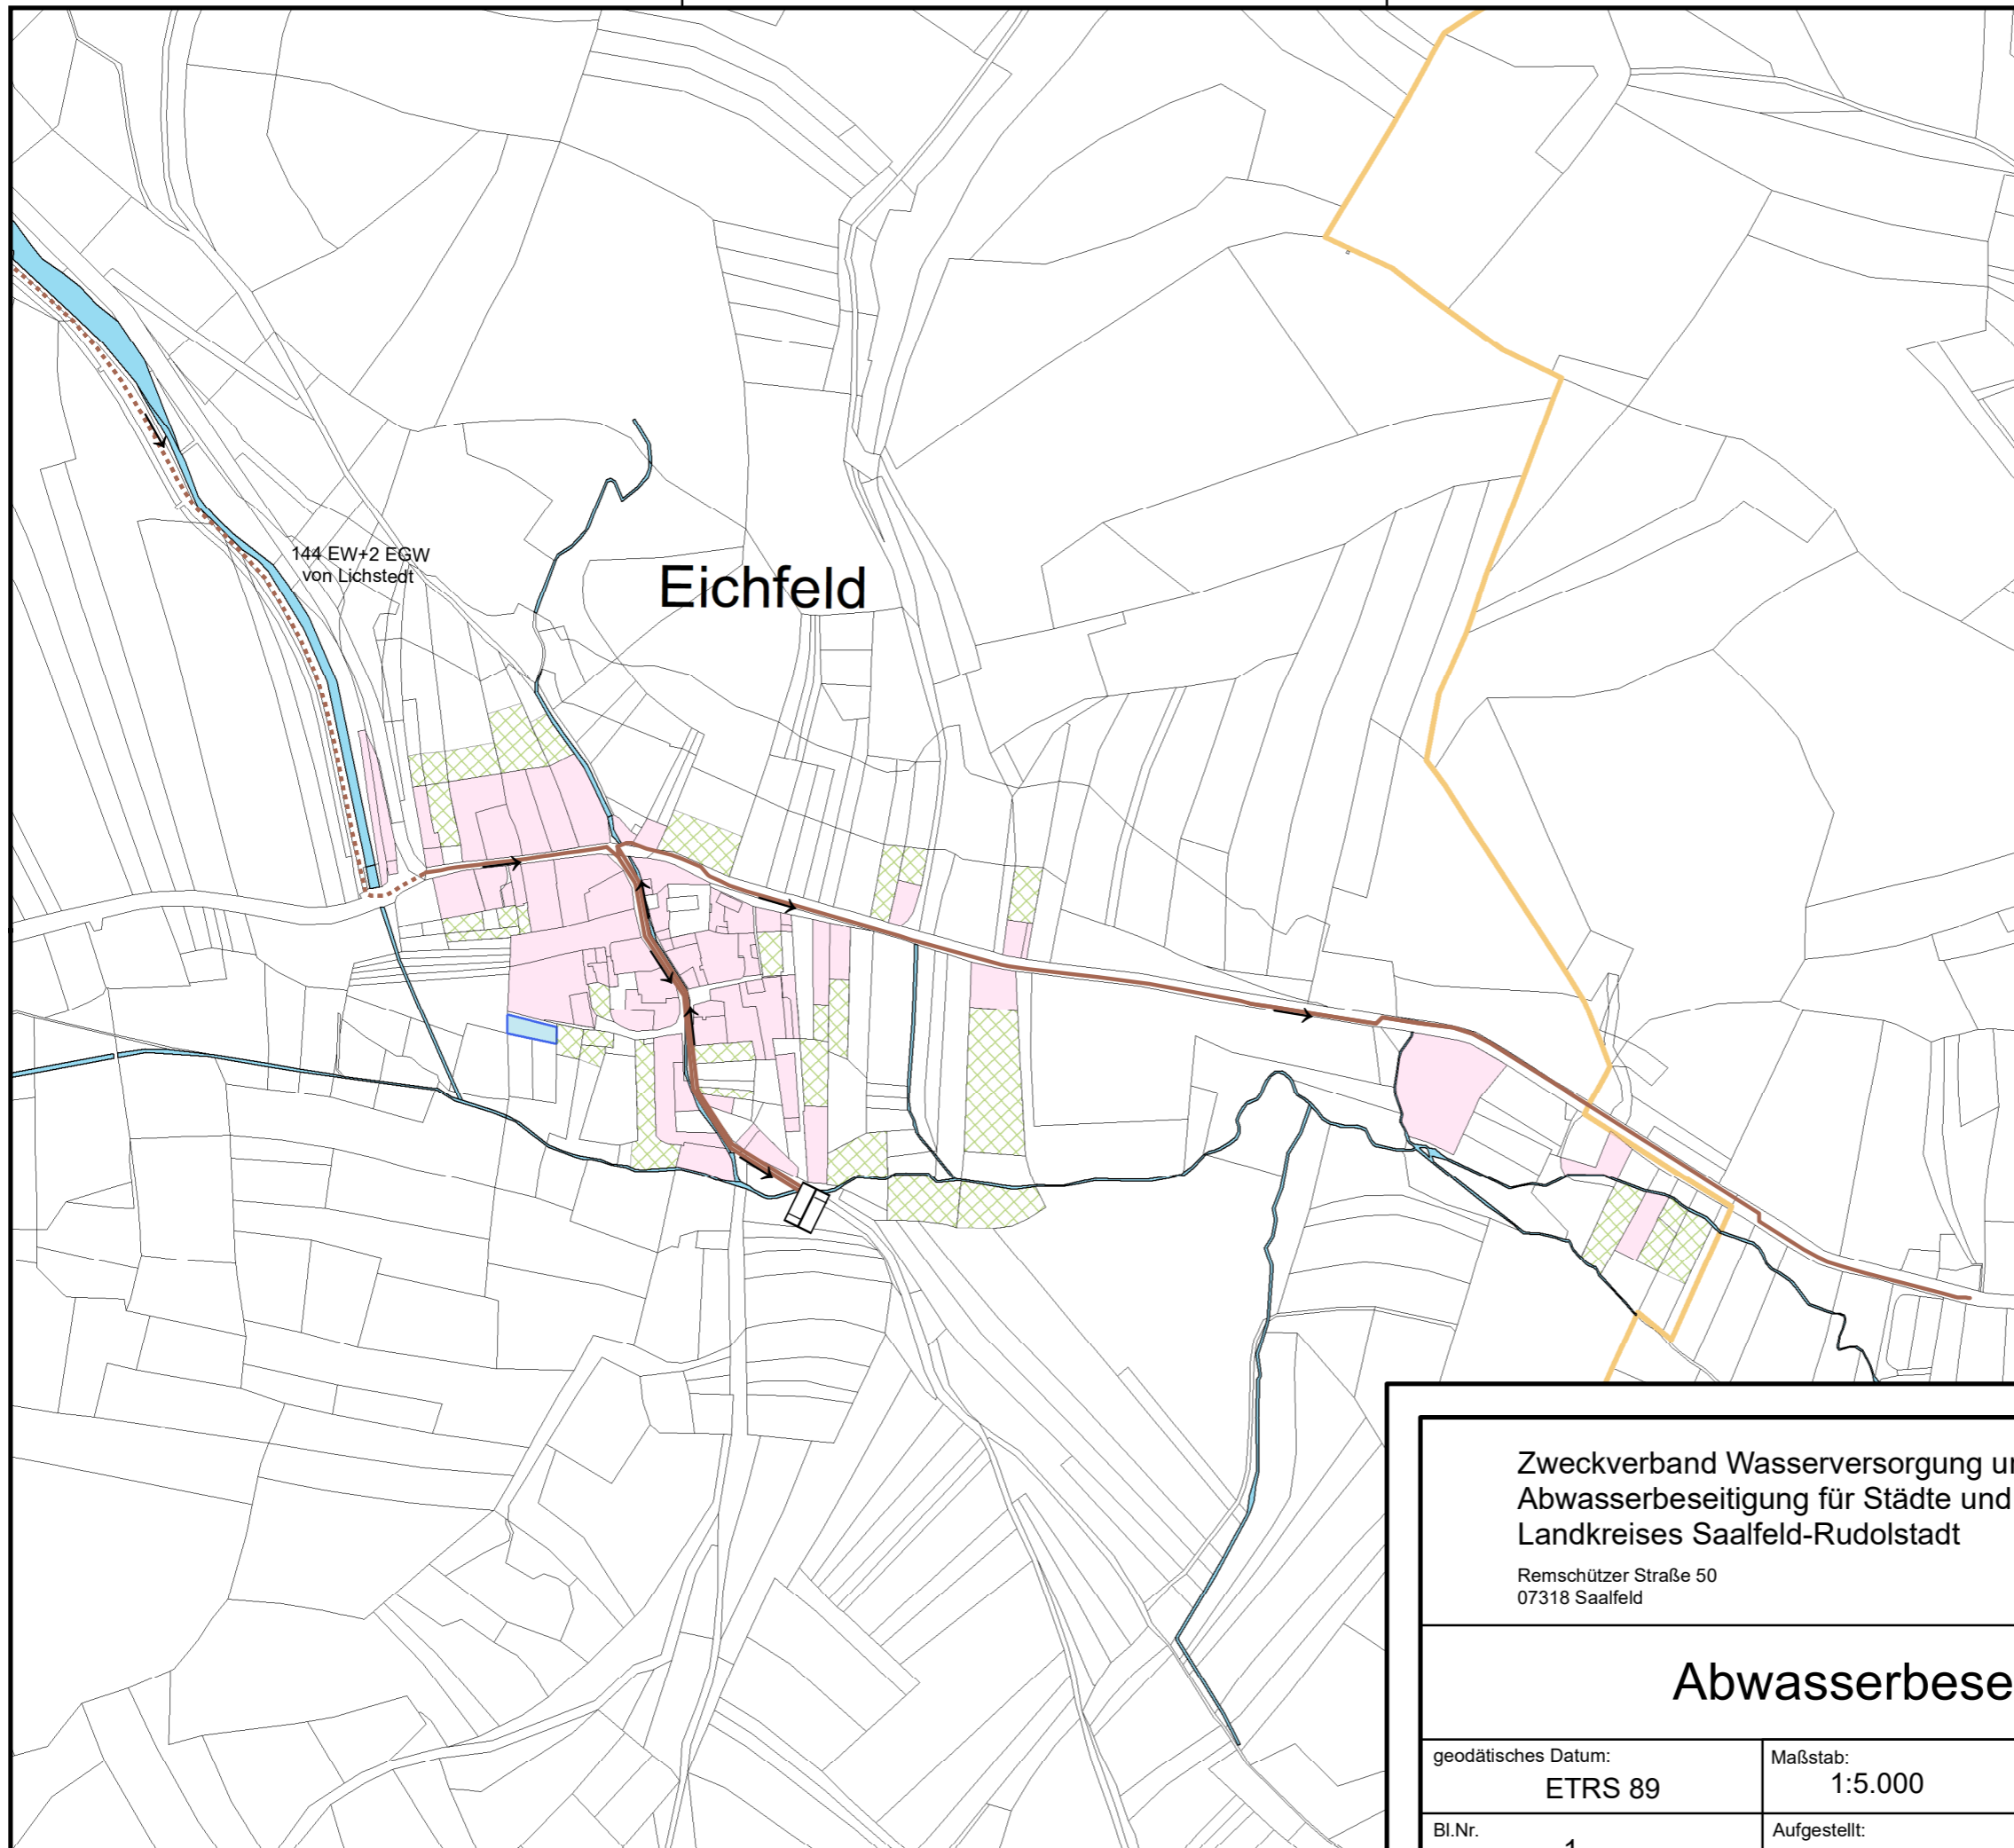 144 EW+2 EGW
von Lichstedt
Eichfeld
Zweckverband Wasserversorgung
Abwasserbeseitigung für Städte und
Landkreises Saalfeld-Rudolstadt
Remschützer Straße 50
07318 Saalfeld
Abwasserbese
geodätisches Datum:
ETRS 89
Maßstab:
1:5.000
Bl.Nr.
1
Aufgestellt: